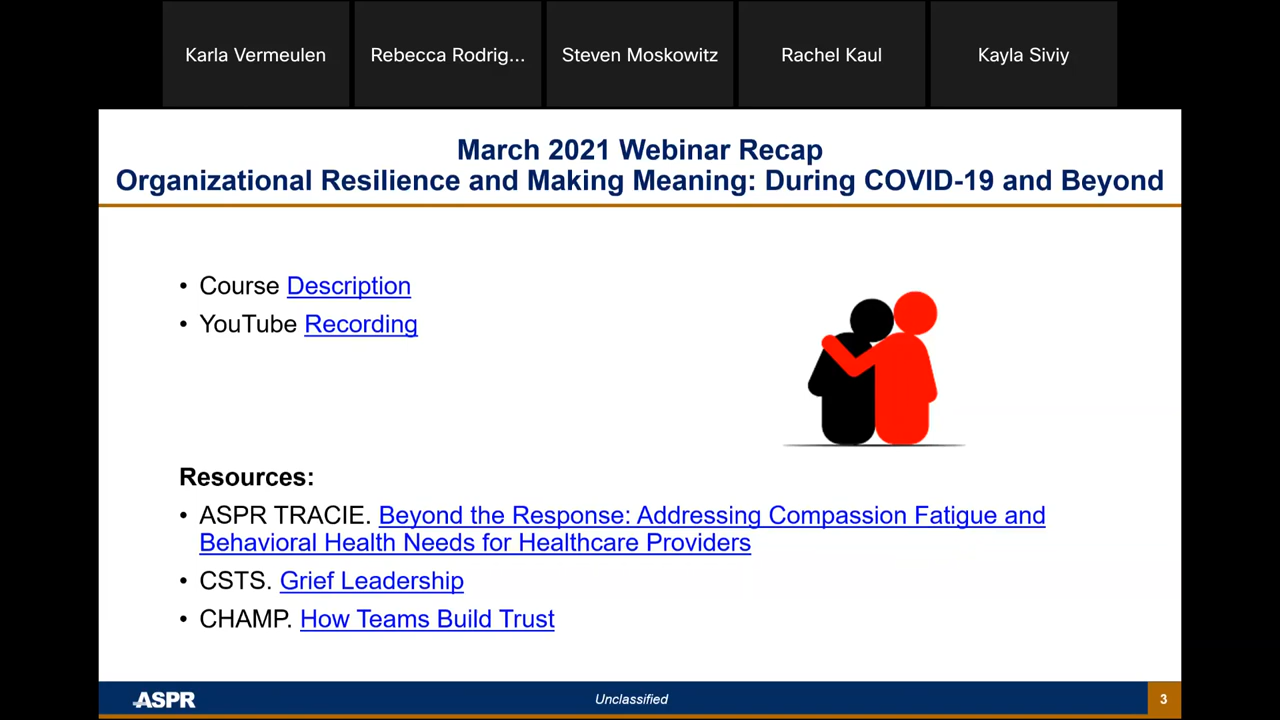 Karla Vermeulen
Rebecca Rodrig...
Steven Moskowitz
Rachel Kaul
Kayla Siviy
March 2021 Webinar Recap
Organizational Resilience and Making Meaning: During COVID-19 and Beyond
• Course Description
• YouTube Recording
Resources:
• ASPR TRACIE. Beyond the Response: Addressing Compassion Fatigue and
Behavioral Health Needs for Healthcare Providers
• CSTS. Grief Leadership
• CHAMP. How Teams Build Trust
ASPR
Unclassified
3